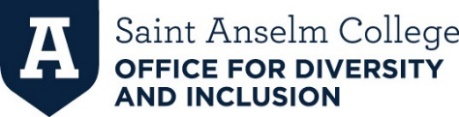 A
Saint Anselm College
OFFICE FOR DIVERSITY
AND INCLUSION